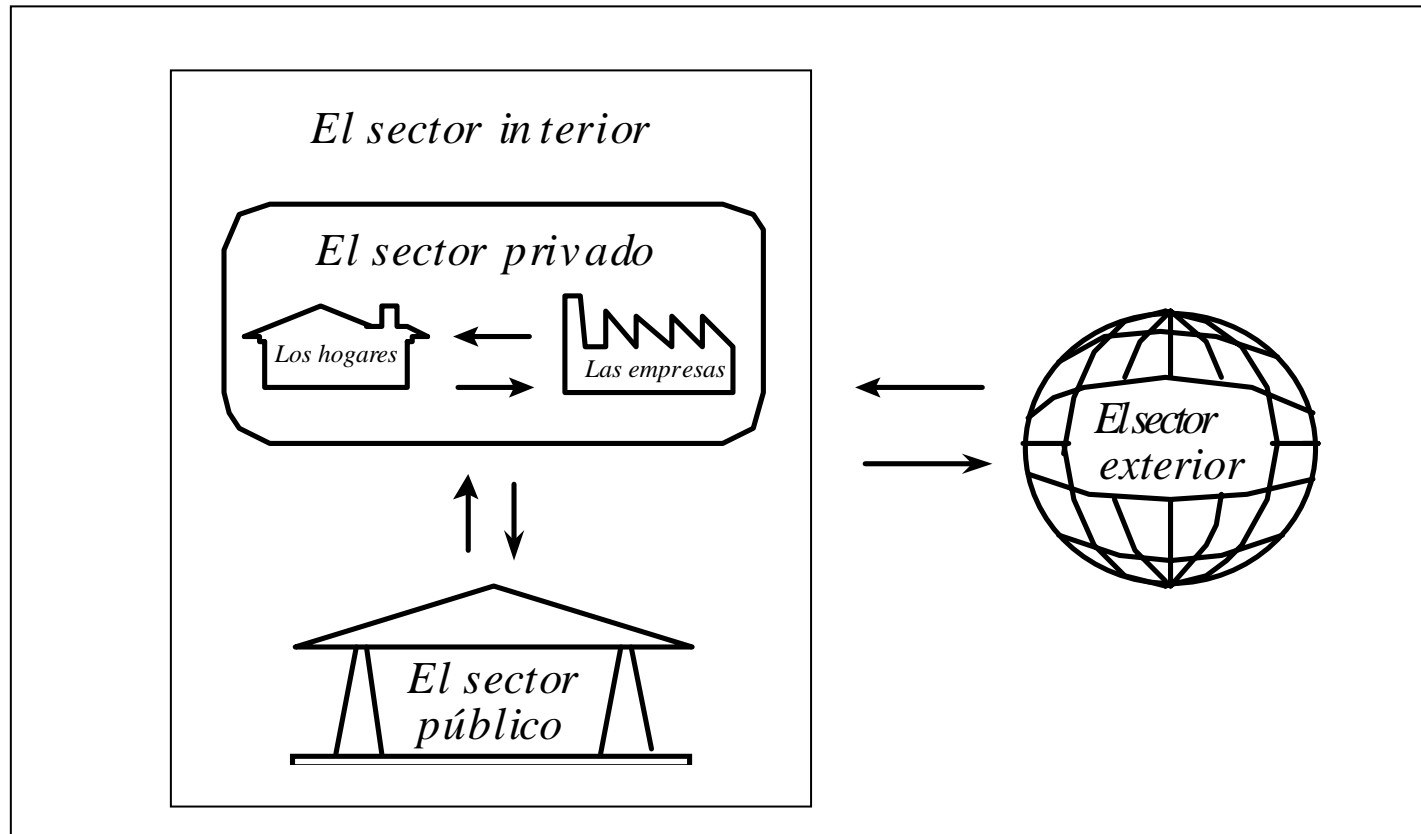 El sector interior
El sector privado
Los hogares
Las empresas
El sector
exterior
El sector
público